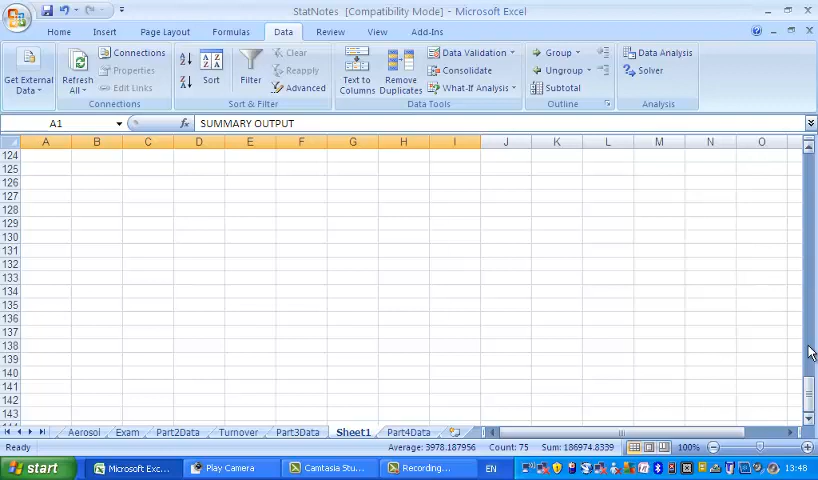 StatNotes [Compatibility Mode] - Microsoft Excel
Home Insert Page Layout Formulas Data Review View Add-Ins
Get External Data
Refresh All
Connections
Properties
Edit Links
Connections
Sort
Filter
Clear
Reapply
Advanced
Sort & Filter
Text to Columns
Remove Duplicates
Data Validation
Consolidate
What-If Analysis
Data Tools
Group
Ungroup
Subtotal
Outline
Data Analysis
Solver
Analysis
A1 fx SUMMARY OUTPUT
A B C D E F G H I J K L M N O
124
125
126
127
128
129
130
131
132
133
134
135
136
137
138
139
140
141
142
143
Aerosol Exam Part2Data Turnover Part3Data Sheet1 Part4Data
Ready Average: 3978.187956 Count: 75 Sum: 186974.8339 100%
start Microsoft Exc... Play Camera Camtasia Stu... Recording... EN 13:48